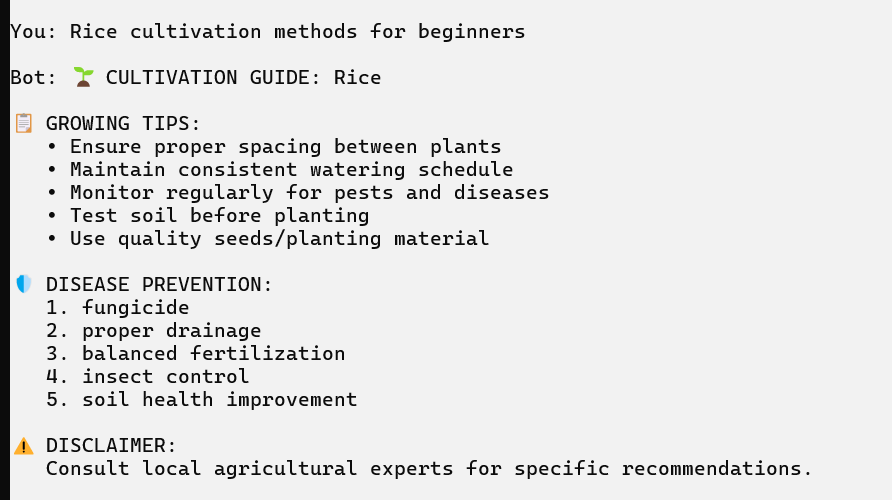 You: Rice cultivation methods for beginners
Bot: 🌱 CULTIVATION GUIDE: Rice
📋 GROWING TIPS:
• Ensure proper spacing between plants
• Maintain consistent watering schedule
• Monitor regularly for pests and diseases
• Test soil before planting
• Use quality seeds/planting material
🛡️ DISEASE PREVENTION:
1. fungicide
2. proper drainage
3. balanced fertilization
4. insect control
5. soil health improvement
⚠️ DISCLAIMER:
Consult local agricultural experts for specific recommendations.